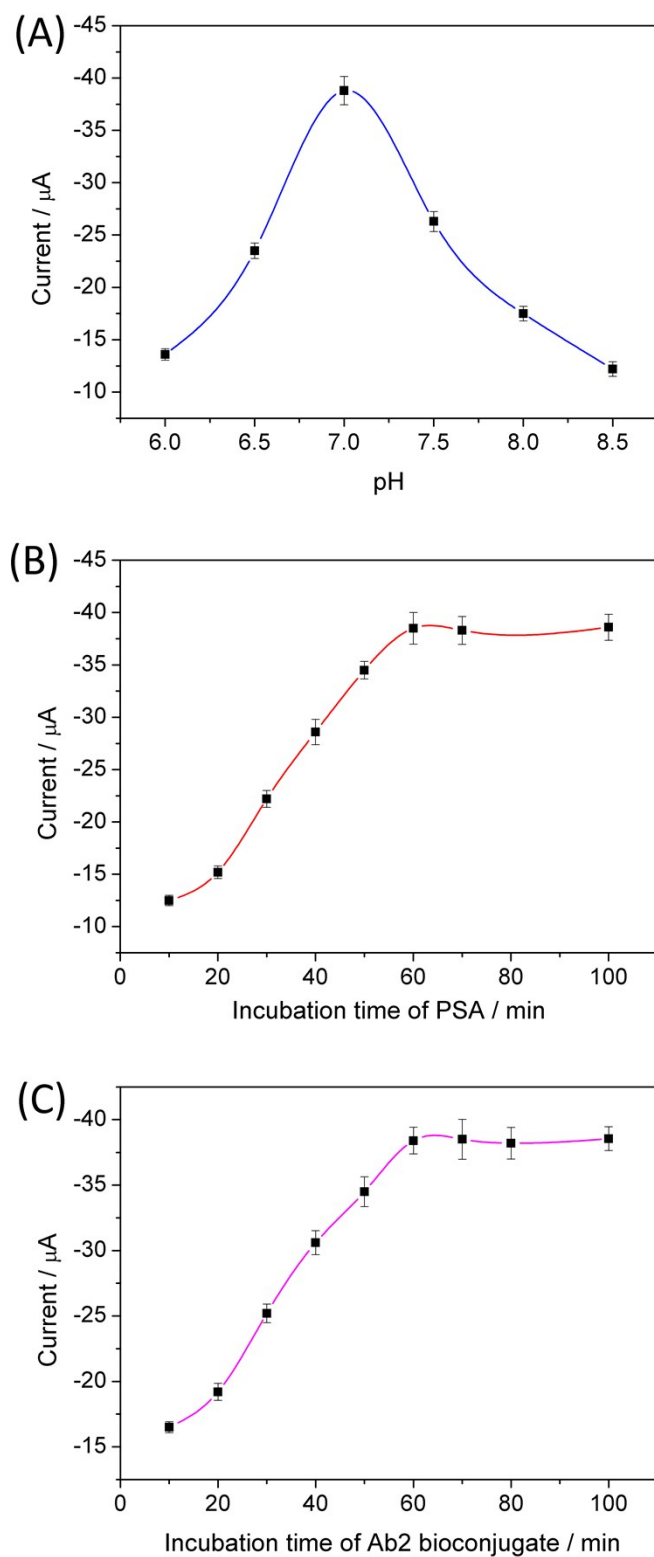 (A)
-45
-40
-35
-30
-25
-20
-15
-10
Current / μA
6.0 6.5 7.0 7.5 8.0 8.5
pH
(B)
-45
-40
-35
-30
-25
-20
-15
-10
Current / μA
0 20 40 60 80 100
Incubation time of PSA / min
(C)
-40
-35
-30
-25
-20
-15
Current / μA
0 20 40 60 80 100
Incubation time of Ab2 bioconjugate / min